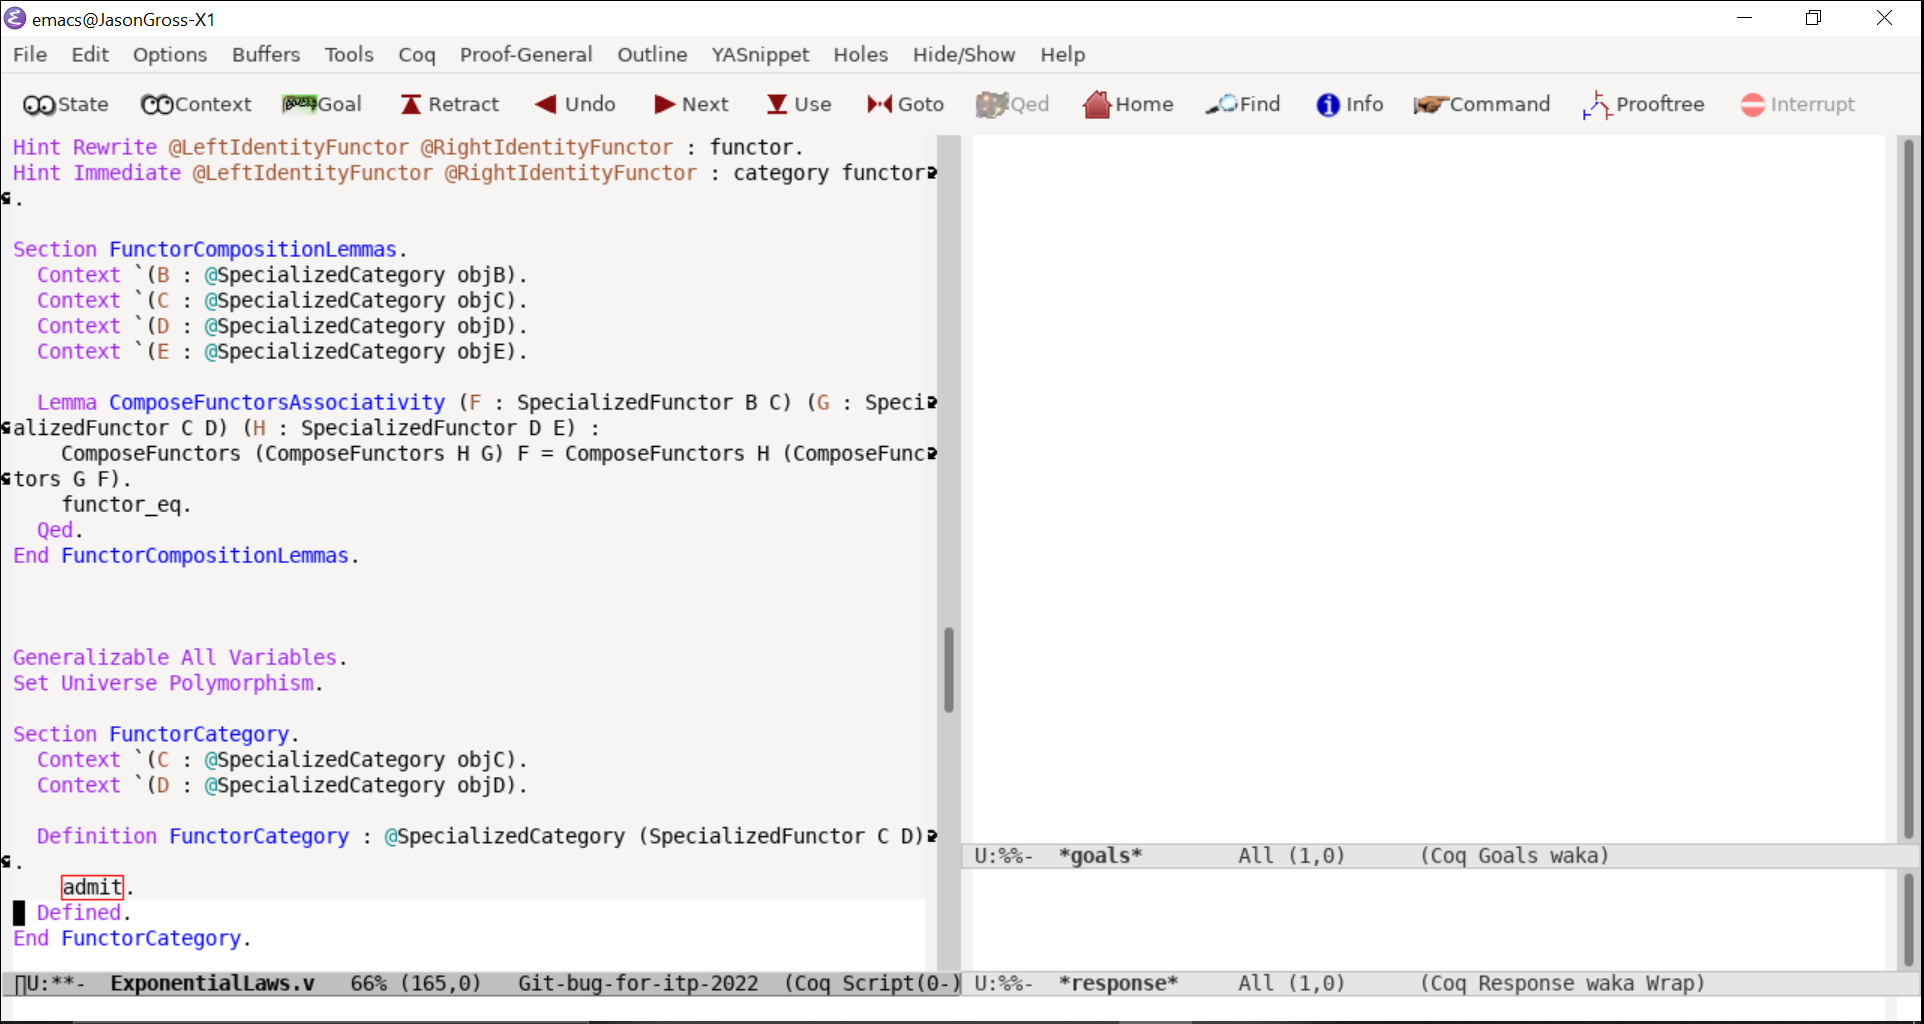 emacs@JasonGross-X1
File Edit Options Buffers Tools Coq Proof-General Outline YASnippet Holes Hide/Show Help
State Context Goal Retract Undo Next Use Goto Qed Home Find Info Command Prooftree Interrupt
Hint Rewrite @LeftIdentityFunctor @RightIdentityFunctor : functor.
Hint Immediate @LeftIdentityFunctor @RightIdentityFunctor : category functor
.
Section FunctorCompositionLemmas.
  Context `(B : @SpecializedCategory objB).
  Context `(C : @SpecializedCategory objC).
  Context `(D : @SpecializedCategory objD).
  Context `(E : @SpecializedCategory objE).
  Lemma ComposeFunctorsAssociativity (F : SpecializedFunctor B C) (G : Speci
alizedFunctor C D) (H : SpecializedFunctor D E) :
    ComposeFunctors (ComposeFunctors H G) F = ComposeFunctors H (ComposeFunc
tors G F).
    functor_eq.
  Qed.
End FunctorCompositionLemmas.
Generalizable All Variables.
Set Universe Polymorphism.
Section FunctorCategory.
  Context `(C : @SpecializedCategory objC).
  Context `(D : @SpecializedCategory objD).
  Definition FunctorCategory : @SpecializedCategory (SpecializedFunctor C D)
.
    admit.
  Defined.
End FunctorCategory.
U:**-  ExponentialLaws.v   66% (165,0)   Git-bug-for-itp-2022  (Coq Script(0-)
U:%%-  *goals*        All (1,0)      (Coq Goals waka)
U:%%-  *response*     All (1,0)      (Coq Response waka Wrap)